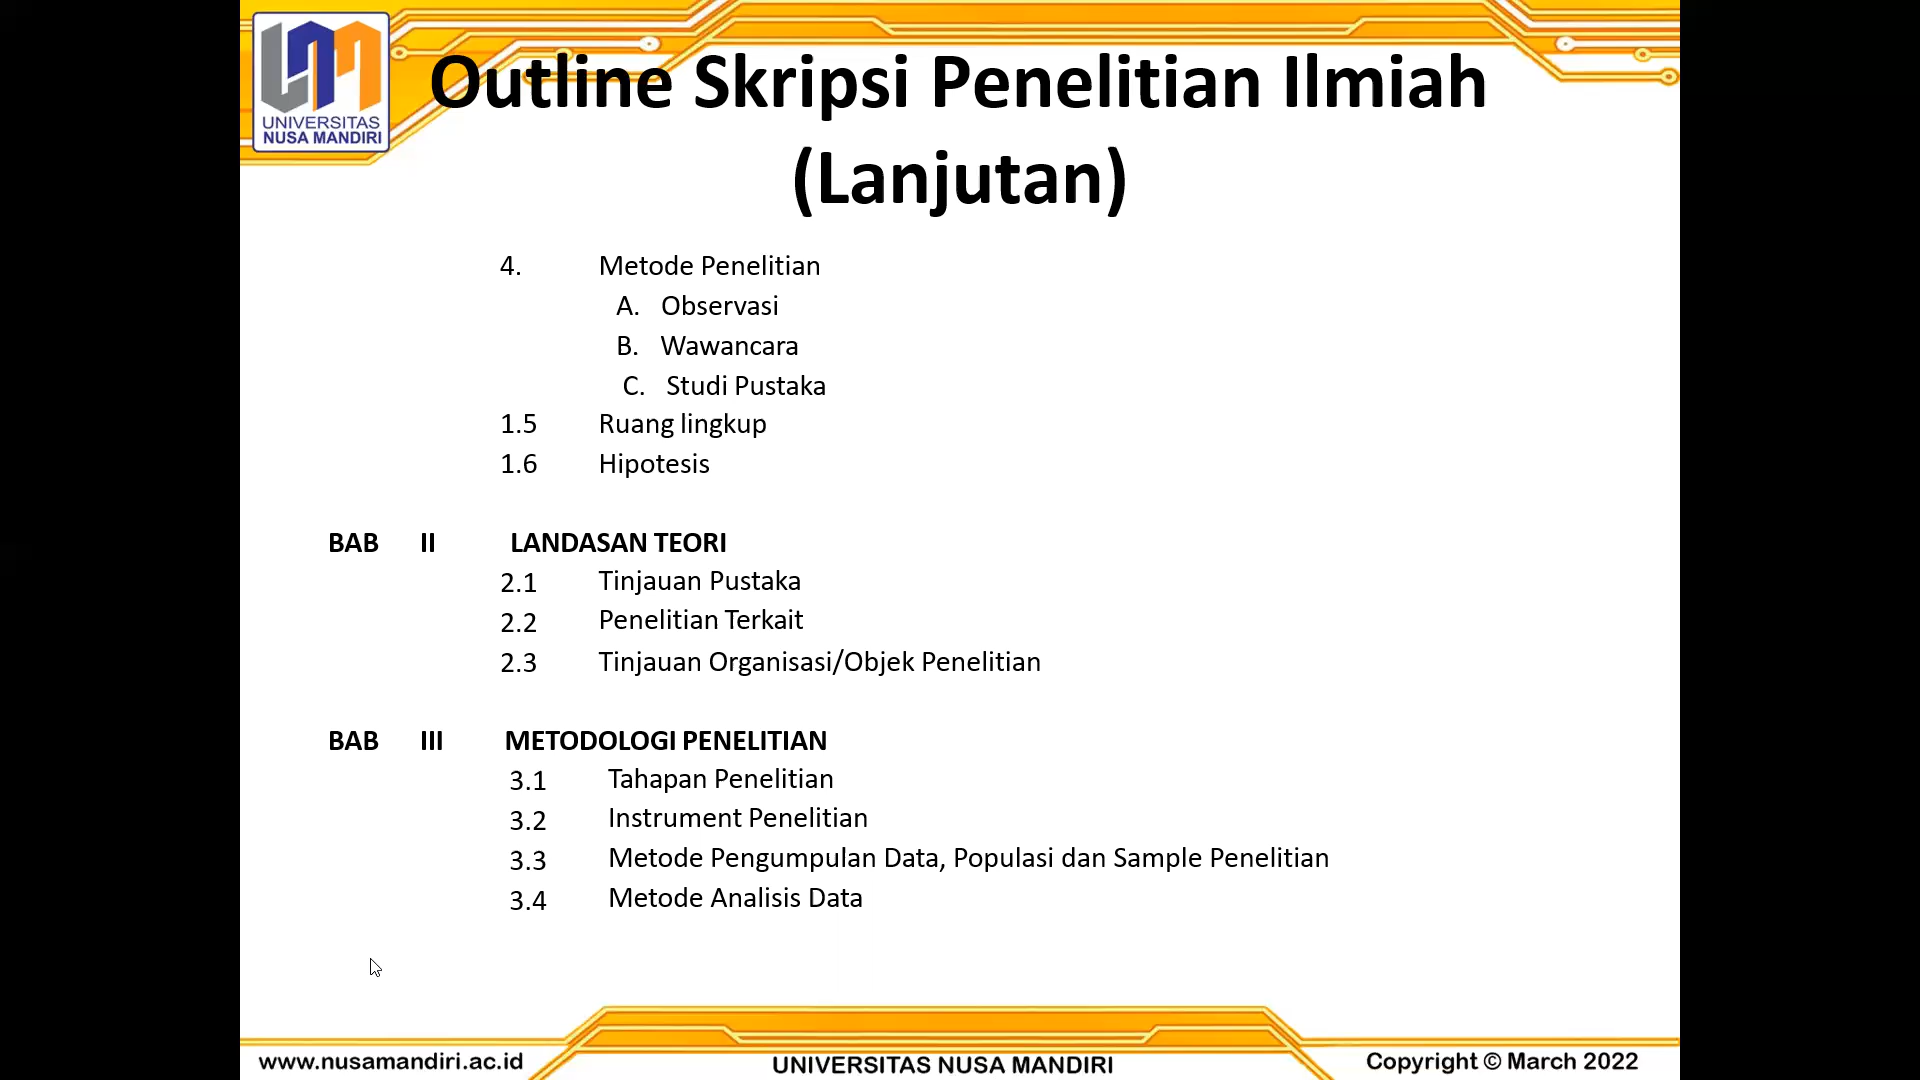 UNIVERSITAS
NUSA MANDIRI
Outline Skripsi Penelitian Ilmiah
(Lanjutan)
4. Metode Penelitian
A. Observasi
B. Wawancara
C. Studi Pustaka
1.5 Ruang lingkup
1.6 Hipotesis
BAB II LANDASAN TEORI
2.1 Tinjauan Pustaka
2.2 Penelitian Terkait
2.3 Tinjauan Organisasi/Objek Penelitian
BAB III METODOLOGI PENELITIAN
3.1 Tahapan Penelitian
3.2 Instrument Penelitian
3.3 Metode Pengumpulan Data, Populasi dan Sample Penelitian
3.4 Metode Analisis Data
www.nusamandiri.ac.id UNIVERSITAS NUSA MANDIRI Copyright © March 2022